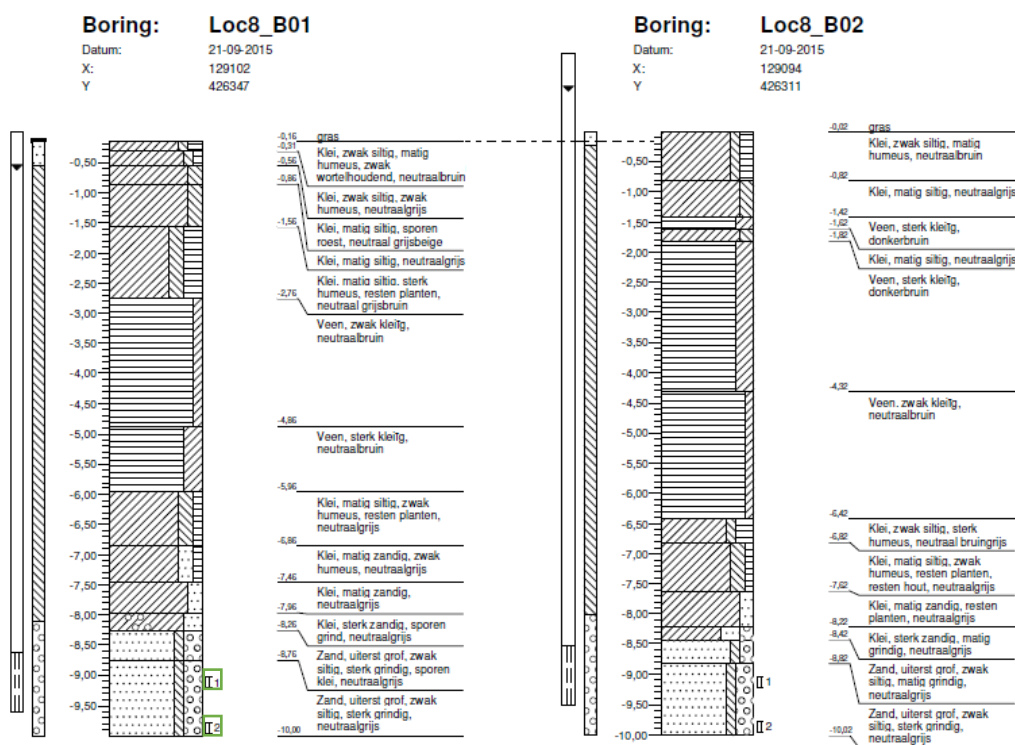 Boring: Loc8_B01
Datum: 21-09-2015
X: 129102
Y 426347
-0,50
-1,00
-1,50
-2,00
-2,50
-3,00
-3,50
-4,00
-4,50
-5,00
-5,50
-6,00
-6,50
-7,00
-7,50
-8,00
-8,50
-9,00
-9,50
1
2
-0,16 gras
-0,31
Klei, zwak siltig, matig
humeus, zwak
wortelhoudend, neutraalbruin
-0,56
Klei, zwak siltig, zwak
humeus, neutraalgrijs
-0,86
Klei, matig siltig, sporen
roest, neutraal grijsbeige
-1,56
Klei, matig siltig, neutraalgrijs
Klei, matig siltig, sterk
humeus, resten planten,
neutraal grijsbruin
-2,76
Veen, zwak kleiïg,
neutraalbruin
-4,86
Veen, sterk kleiïg,
neutraalbruin
-5,96
Klei, matig siltig, zwak
humeus, resten planten,
neutraalgrijs
-6,86
Klei, matig zandig, zwak
humeus, neutraalgrijs
-7,46
Klei, matig zandig,
neutraalgrijs
-7,96
Klei, sterk zandig, sporen
grind, neutraalgrijs
-8,26
Zand, uiterst grof, zwak
siltig, sterk grindig, sporen
klei, neutraalgrijs
-8,76
Zand, uiterst grof, zwak
siltig, sterk grindig,
neutraalgrijs
-10,00
Boring: Loc8_B02
Datum: 21-09-2015
X: 129094
Y 426311
-0,50
-1,00
-1,50
-2,00
-2,50
-3,00
-3,50
-4,00
-4,50
-5,00
-5,50
-6,00
-6,50
-7,00
-7,50
-8,00
-8,50
-9,00
-9,50
-10,00
1
2
-0,02 gras
Klei, zwak siltig, matig
humeus, neutraalbruin
-0,82
Klei, matig siltig, neutraalgrijs
-1,42
Veen, sterk kleiïg,
donkerbruin
-1,62
Klei, matig siltig, neutraalgrijs
-1,82
Veen, sterk kleiïg,
donkerbruin
-4,32
Veen, zwak kleiïg,
neutraalbruin
-6,42
Klei, zwak siltig, sterk
humeus, neutraal bruingrijs
-6,82
Klei, matig siltig, zwak
humeus, resten planten,
resten hout, neutraalgrijs
-7,62
Klei, matig zandig, resten
planten, neutraalgrijs
-8,22
Klei, sterk zandig, matig
grindig, neutraalgrijs
-8,42
Zand, uiterst grof, zwak
siltig, matig grindig,
neutraalgrijs
-8,82
Zand, uiterst grof, zwak
siltig, sterk grindig,
neutraalgrijs
-10,02